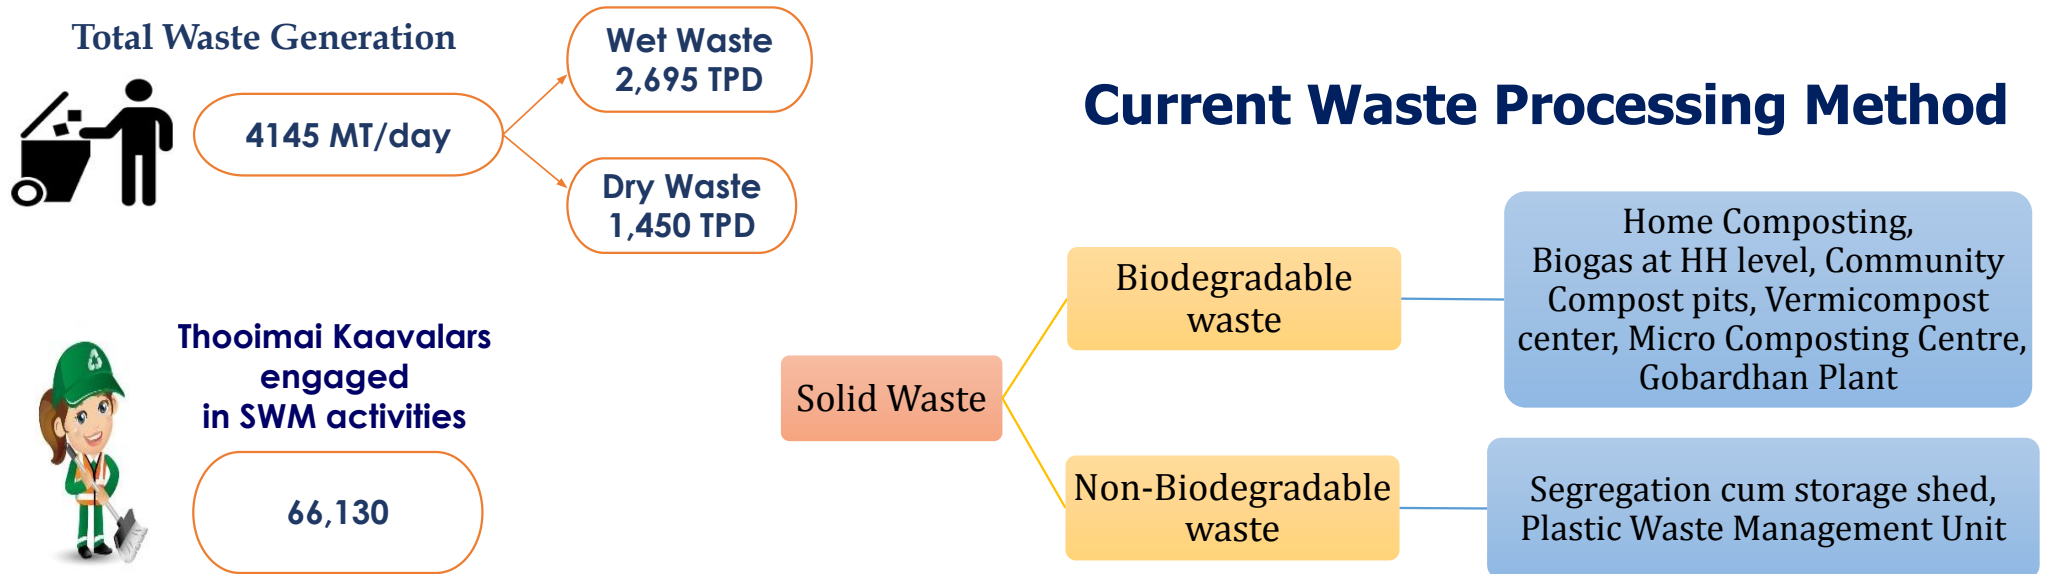 Total Waste Generation
4145 MT/day
Wet Waste
2,695 TPD
Dry Waste
1,450 TPD
Thooimai Kaavalars
engaged
in SWM activities
66,130
Current Waste Processing Method
Solid Waste
Biodegradable
waste
Home Composting,
Biogas at HH level, Community
Compost pits, Vermicompost
center, Micro Composting Centre,
Gobardhan Plant
Non-Biodegradable
waste
Segregation cum storage shed,
Plastic Waste Management Unit